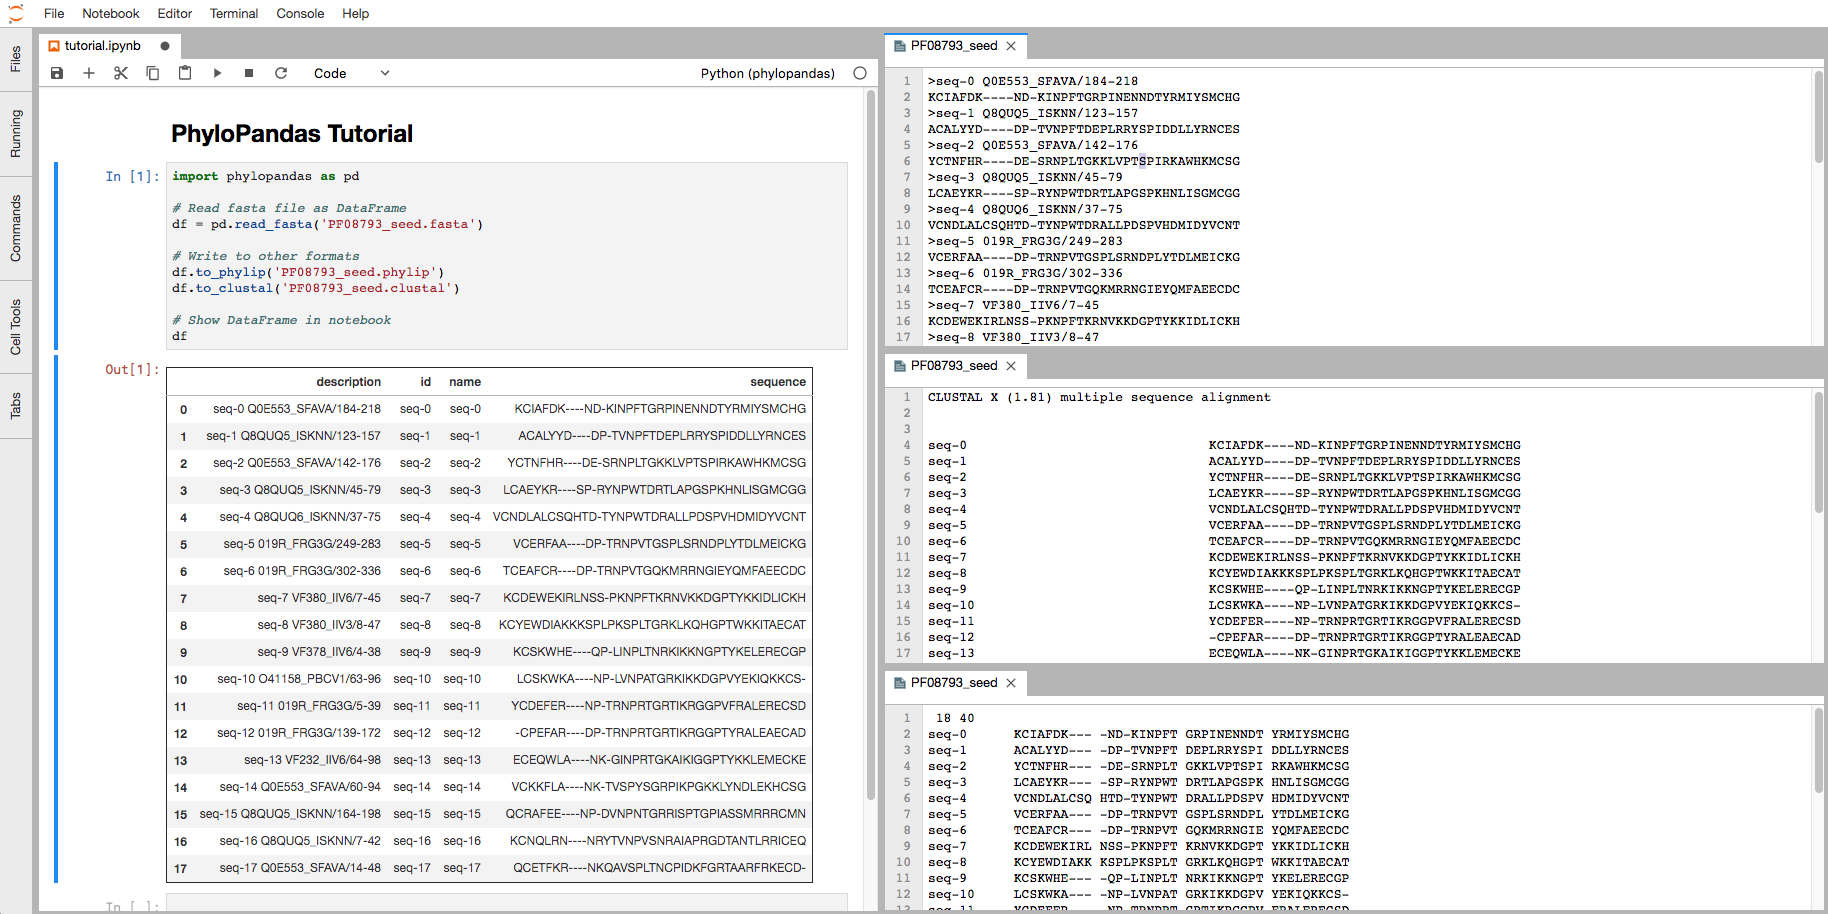 File Notebook Editor Terminal Console Help
Files
Running
Commands
Cell Tools
Tabs
tutorial.ipynb
Code
Python (phylopandas)
PhyloPandas Tutorial
In [1]:
import phylopandas as pd
# Read fasta file as DataFrame
df = pd.read_fasta('PF08793_seed.fasta')
# Write to other formats
df.to_phylip('PF08793_seed.phylip')
df.to_clustal('PF08793_seed.clustal')
# Show DataFrame in notebook
df
Out[1]:
description id name sequence
0 seq-0 Q0E553_SFAVA/184-218 seq-0 seq-0 KCIAFDK----ND-KINPFTGRPINENNDTYRMIYSMCHG
1 seq-1 Q8QUQ5_ISKNN/123-157 seq-1 seq-1 ACALYYD----DP-TVNPFTDEPLRRYSPIDDLLYRNCES
2 seq-2 Q0E553_SFAVA/142-176 seq-2 seq-2 YCTNFHR----DE-SRNPLTGKKLVPTSPIRKAWHKMCSG
3 seq-3 Q8QUQ5_ISKNN/45-79 seq-3 seq-3 LCAEYKR----SP-RYNPWTDRTLAPGSPKHNLISGMCGG
4 seq-4 Q8QUQ6_ISKNN/37-75 seq-4 seq-4 VCNDLALCSQHTD-TYNPWTDRALLPDSPVHDMIDYVCNT
5 seq-5 019R_FRG3G/249-283 seq-5 seq-5 VCERFAA----DP-TRNPVTGSPLSRNDPLYTDLMEICKG
6 seq-6 019R_FRG3G/302-336 seq-6 seq-6 TCEAFCR----DP-TRNPVTGQKMRRNGIEYQMFAEECDC
7 seq-7 VF380_IIV6/7-45 seq-7 seq-7 KCDEWEKIRLNSS-PKNPFTKRNVKKDGPTYKKIDLICKH
8 seq-8 VF380_IIV3/8-47 seq-8 seq-8 KCYEWDIAKKKSPLPKSPLTGRKLKQHGPTWKKITAECAT
9 seq-9 VF378_IIV6/4-38 seq-9 seq-9 KCSKWHE----QP-LINPLTNRKIKKNGPTYKELERECGP
10 seq-10 O41158_PBCV1/63-96 seq-10 seq-10 LCSKWKA----NP-LVNPATGRKIKKDGPVYEKIQKKCS-
11 seq-11 019R_FRG3G/5-39 seq-11 seq-11 YCDEFER----NP-TRNPRTGRTIKRGGPVFRALERECSD
12 seq-12 019R_FRG3G/139-172 seq-12 seq-12 -CPEFAR----DP-TRNPRTGRTIKRGGPTYRALEAECAD
13 seq-13 VF232_IIV6/64-98 seq-13 seq-13 ECEQWLA----NK-GINPRTGKAIKIGGPTYKKLEMECKE
14 seq-14 Q0E553_SFAVA/60-94 seq-14 seq-14 VCKKFLA----NK-TVSPYSGRPIKPGKKLYNDLEKHCSG
15 seq-15 Q8QUQ5_ISKNN/164-198 seq-15 seq-15 QCRAFEE----NP-DVNPNTGRRISPTGPIASSMRRRCMN
16 seq-16 Q8QUQ5_ISKNN/7-42 seq-16 seq-16 KCNQLRN----NRYTVNPVSNRAIAPRGDTANTLRRICEQ
17 seq-17 Q0E553_SFAVA/14-48 seq-17 seq-17 QCETFKR----NKQAVSPLTNCPIDKFGRTAARFRKECD-
In [ ]:
PF08793_seed
1 >seq-0 Q0E553_SFAVA/184-218
2 KCIAFDK----ND-KINPFTGRPINENNDTYRMIYSMCHG
3 >seq-1 Q8QUQ5_ISKNN/123-157
4 ACALYYD----DP-TVNPFTDEPLRRYSPIDDLLYRNCES
5 >seq-2 Q0E553_SFAVA/142-176
6 YCTNFHR----DE-SRNPLTGKKLVPTSPIRKAWHKMCSG
7 >seq-3 Q8QUQ5_ISKNN/45-79
8 LCAEYKR----SP-RYNPWTDRTLAPGSPKHNLISGMCGG
9 >seq-4 Q8QUQ6_ISKNN/37-75
10 VCNDLALCSQHTD-TYNPWTDRALLPDSPVHDMIDYVCNT
11 >seq-5 019R_FRG3G/249-283
12 VCERFAA----DP-TRNPVTGSPLSRNDPLYTDLMEICKG
13 >seq-6 019R_FRG3G/302-336
14 TCEAFCR----DP-TRNPVTGQKMRRNGIEYQMFAEECDC
15 >seq-7 VF380_IIV6/7-45
16 KCDEWEKIRLNSS-PKNPFTKRNVKKDGPTYKKIDLICKH
17 >seq-8 VF380_IIV3/8-47
PF08793_seed
1 CLUSTAL X (1.81) multiple sequence alignment
2
3
4 seq-0 KCIAFDK----ND-KINPFTGRPINENNDTYRMIYSMCHG
5 seq-1 ACALYYD----DP-TVNPFTDEPLRRYSPIDDLLYRNCES
6 seq-2 YCTNFHR----DE-SRNPLTGKKLVPTSPIRKAWHKMCSG
7 seq-3 LCAEYKR----SP-RYNPWTDRTLAPGSPKHNLISGMCGG
8 seq-4 VCNDLALCSQHTD-TYNPWTDRALLPDSPVHDMIDYVCNT
9 seq-5 VCERFAA----DP-TRNPVTGSPLSRNDPLYTDLMEICKG
10 seq-6 TCEAFCR----DP-TRNPVTGQKMRRNGIEYQMFAEECDC
11 seq-7 KCDEWEKIRLNSS-PKNPFTKRNVKKDGPTYKKIDLICKH
12 seq-8 KCYEWDIAKKKSPLPKSPLTGRKLKQHGPTWKKITAECAT
13 seq-9 KCSKWHE----QP-LINPLTNRKIKKNGPTYKELERECGP
14 seq-10 LCSKWKA----NP-LVNPATGRKIKKDGPVYEKIQKKCS-
15 seq-11 YCDEFER----NP-TRNPRTGRTIKRGGPVFRALERECSD
16 seq-12 -CPEFAR----DP-TRNPRTGRTIKRGGPTYRALEAECAD
17 seq-13 ECEQWLA----NK-GINPRTGKAIKIGGPTYKKLEMECKE
PF08793_seed
1 18 40
2 seq-0 KCIAFDK--- -ND-KINPFT GRPINENNDT YRMIYSMCHG
3 seq-1 ACALYYD--- -DP-TVNPFT DEPLRRYSPI DDLLYRNCES
4 seq-2 YCTNFHR--- -DE-SRNPLT GKKLVPTSPI RKAWHKMCSG
5 seq-3 LCAEYKR--- -SP-RYNPWT DRTLAPGSPK HNLISGMCGG
6 seq-4 VCNDLALCSQ HTD-TYNPWT DRALLPDSPV HDMIDYVCNT
7 seq-5 VCERFAA--- -DP-TRNPVT GSPLSRNDPL YTDLMEICKG
8 seq-6 TCEAFCR--- -DP-TRNPVT GQKMRRNGIE YQMFAEECDC
9 seq-7 KCDEWEKIRL NSS-PKNPFT KRNVKKDGPT YKKIDLICKH
10 seq-8 KCYEWDIAKK KSPLPKSPLT GRKLKQHGPT WKKITAECAT
11 seq-9 KCSKWHE--- -QP-LINPLT NRKIKKNGPT YKELERECGP
12 seq-10 LCSKWKA--- -NP-LVNPAT GRKIKKDGPV YEKIQKKCS-
13 seq-11 YCDEFER--- -NP-TRNPRT GRTIKRGGPV FRALERECSD